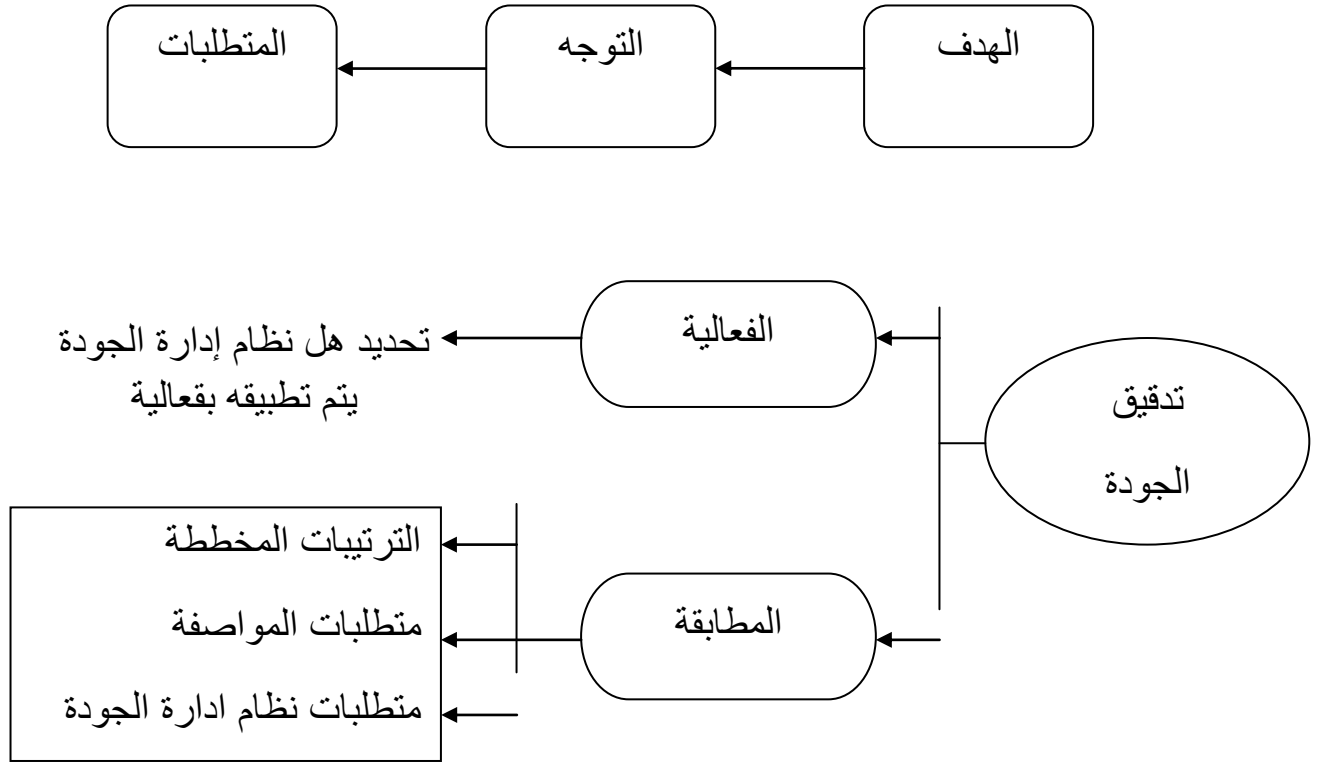 الهدف
التوجه
المتطلبات
تدقيق
الجودة
الفعالية
تحديد هل نظام إدارة الجودة
يتم تطبيقه بقعالية
المطابقة
الترتيبات المخططة
متطلبات المواصفة
متطلبات نظام ادارة الجودة